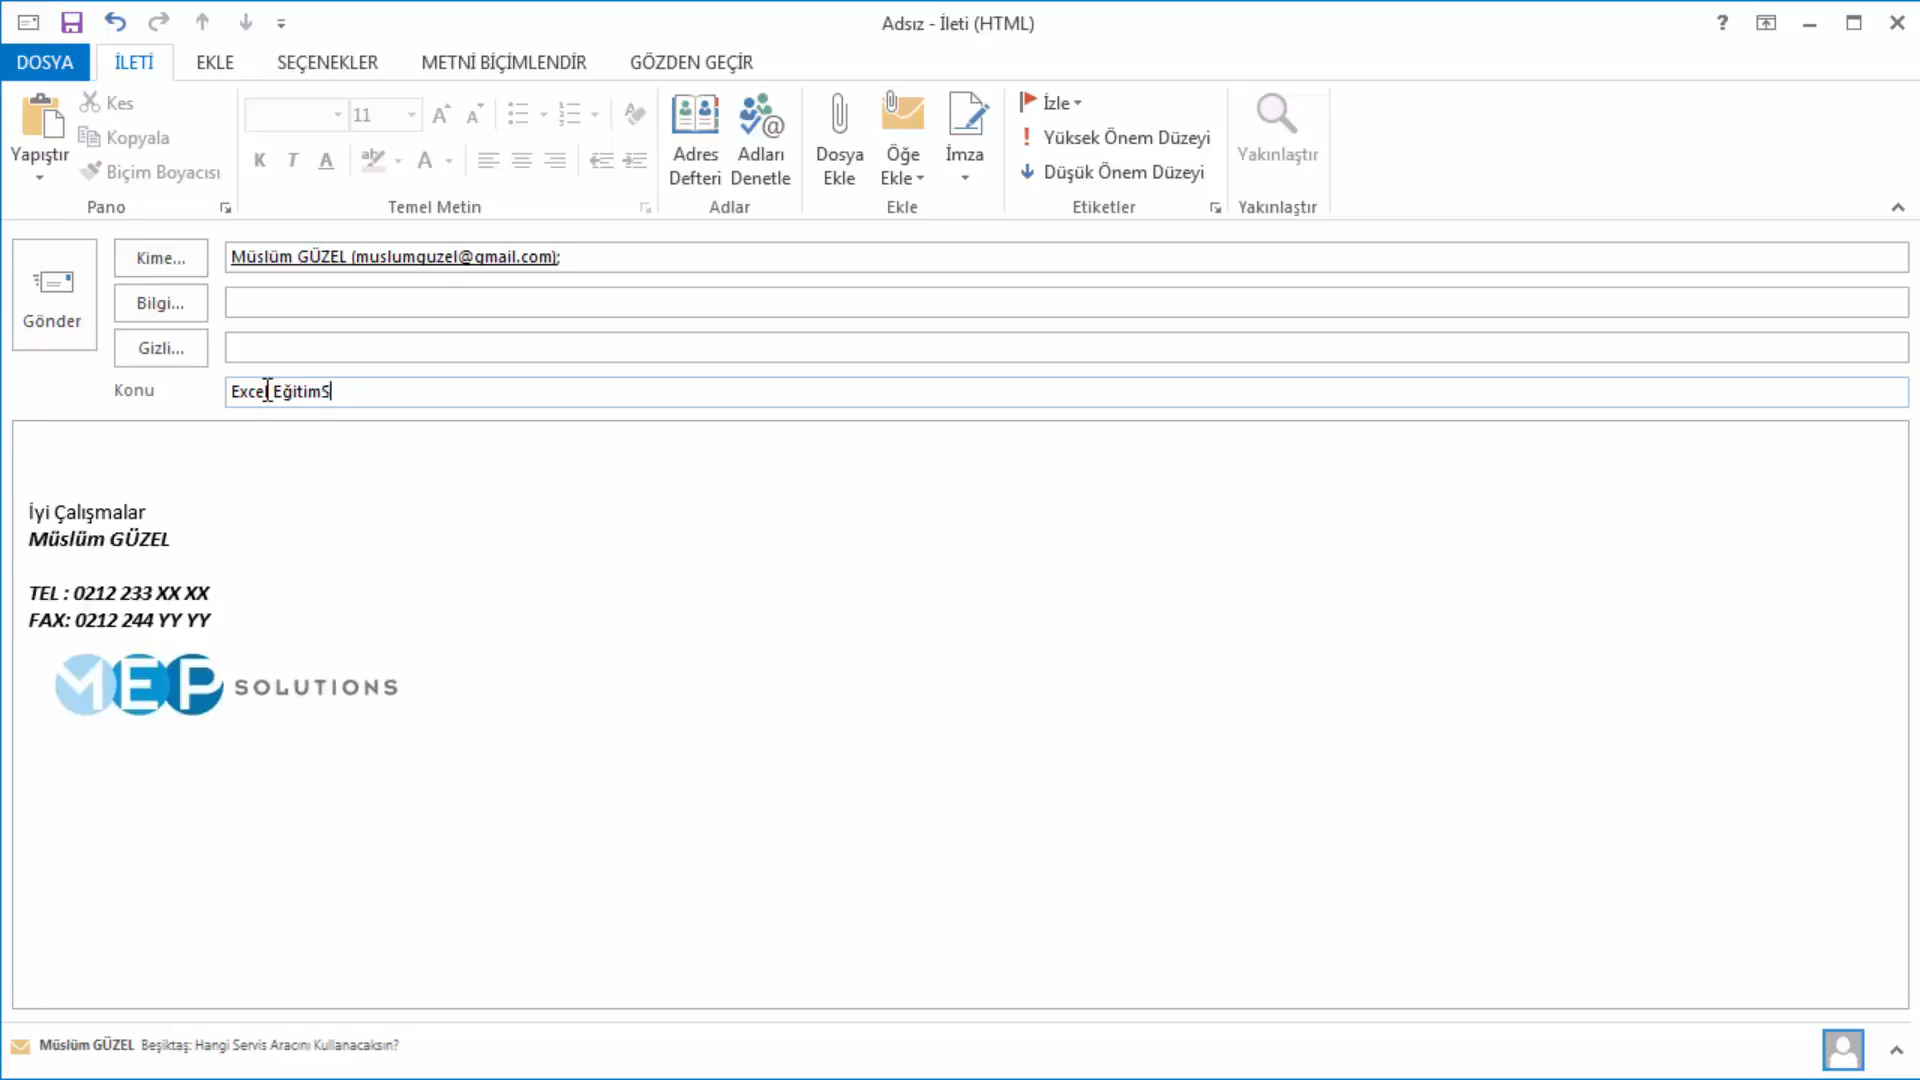 Adsız - İleti (HTML)
?
DOSYA
İLETİ
EKLE
SEÇENEKLER
METNİ BİÇİMLENDİR
GÖZDEN GEÇİR
Yapıştır
Kes
Kopyala
Biçim Boyacısı
Pano
11
K T A
Temel Metin
Adres Defteri
Adları Denetle
Adlar
Dosya Ekle
Öğe Ekle
İmza
Ekle
İzle
Yüksek Önem Düzeyi
Düşük Önem Düzeyi
Etiketler
Yakınlaştır
Yakınlaştır
Gönder
Kime...
Müslüm GÜZEL (muslumguzel@gmail.com);
Bilgi...
Gizli...
Konu
Excel EğitimS
İyi Çalışmalar
Müslüm GÜZEL
TEL : 0212 233 XX XX
FAX: 0212 244 YY YY
MEP SOLUTIONS
Müslüm GÜZEL Beşiktaş: Hangi Servis Aracını Kullanacaksın?